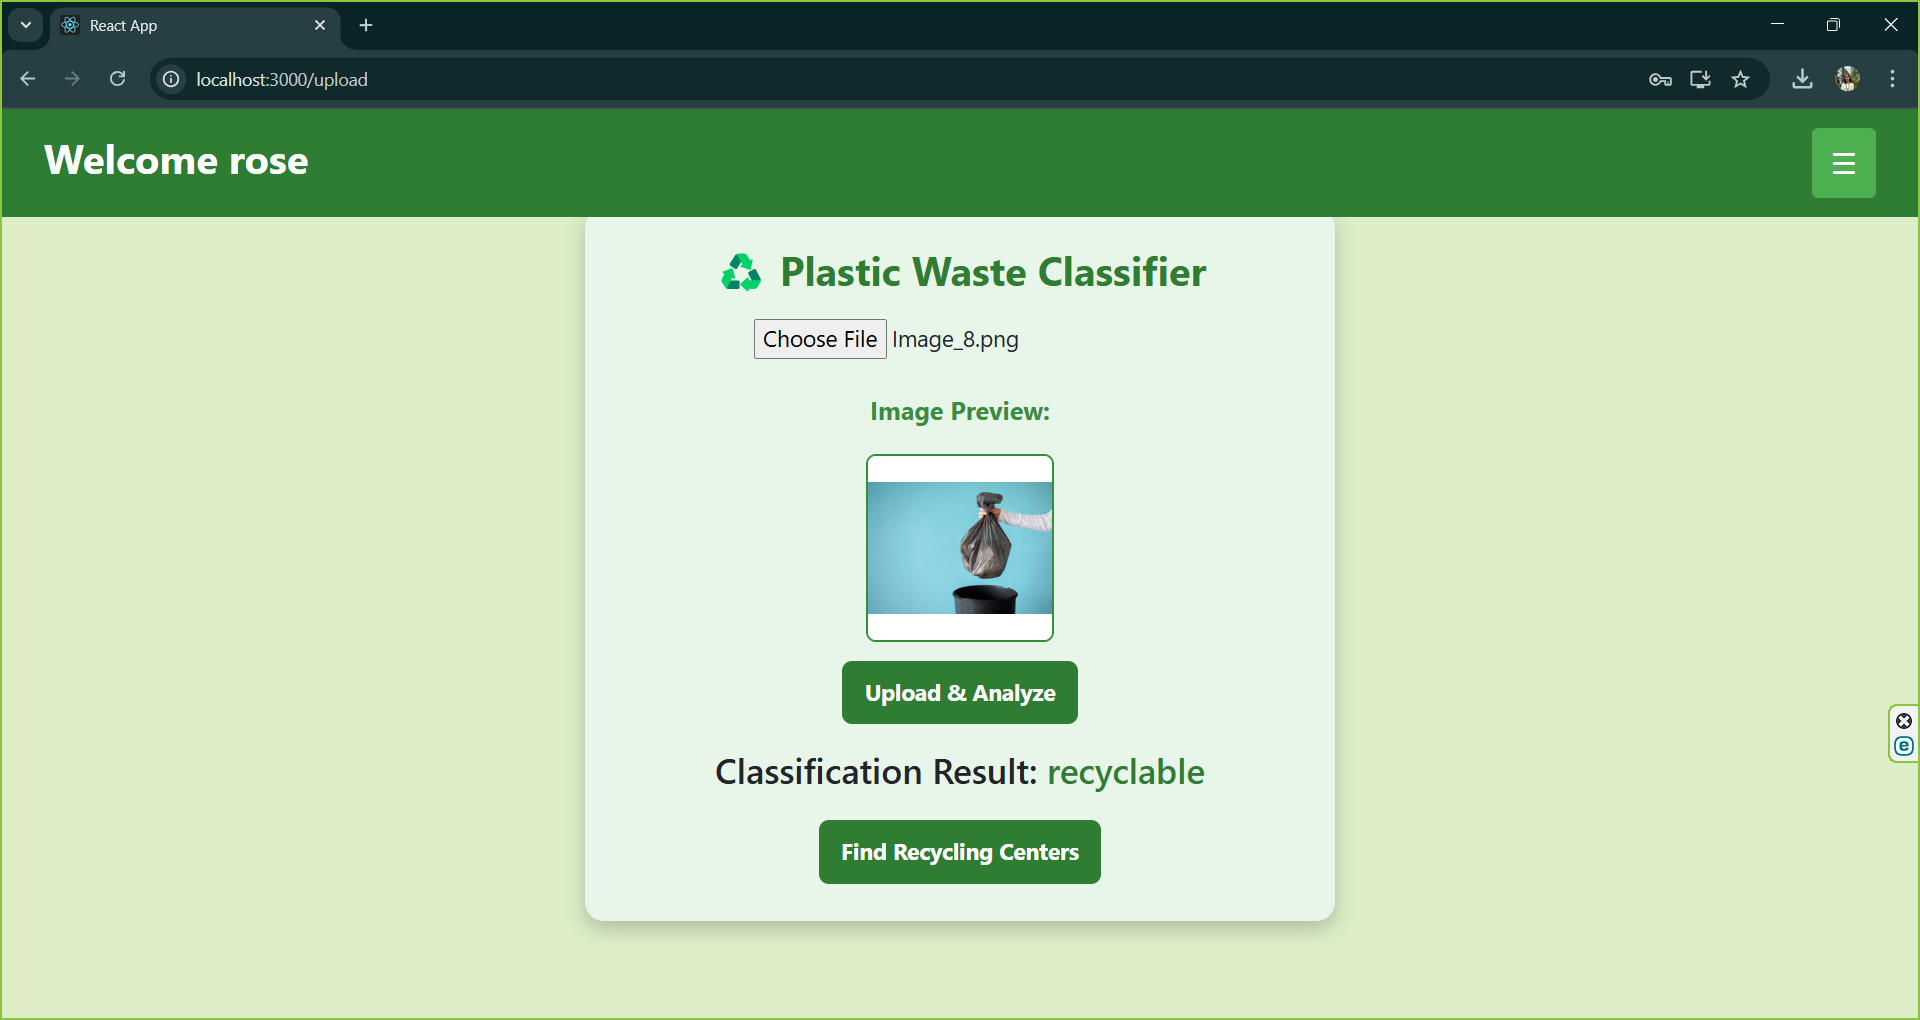 React App
localhost:3000/upload
Welcome rose
Plastic Waste Classifier
Choose File Image_8.png
Image Preview:
Upload & Analyze
Classification Result: recyclable
Find Recycling Centers
e